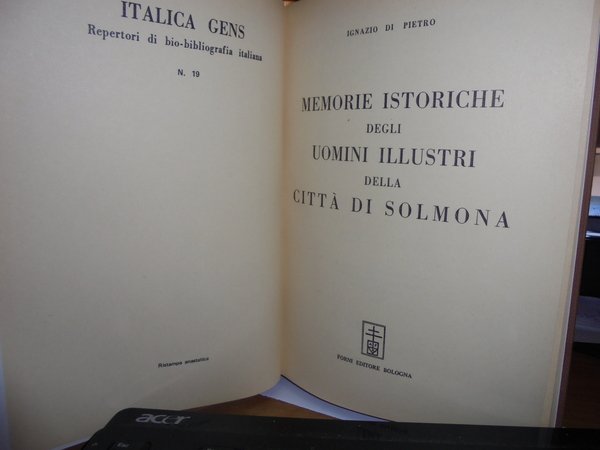 ITALICA GENS
Repertori di bio-bibliografia italiana
N. 19
Ristampa anastatica
IGNAZIO DI PIETRO
MEMORIE ISTORICHE
DEGLI
UOMINI ILLUSTRI
DELLA
CITTÀ DI SOLMONA
FORNI EDITORE BOLOGNA
acer
Esc